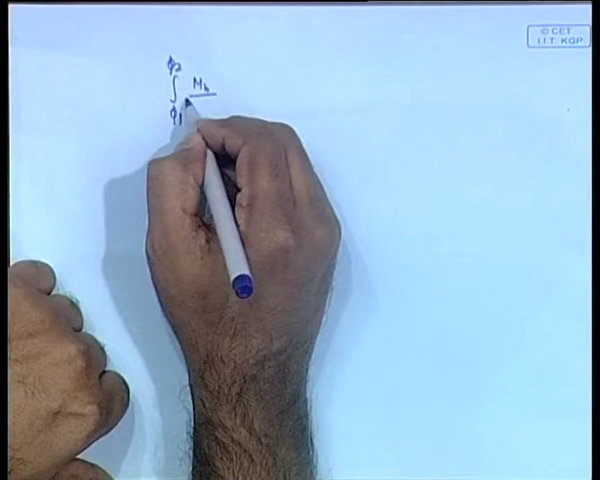 © CET
I.I.T. KGP
ϕ2
∫ Mb
ϕ1